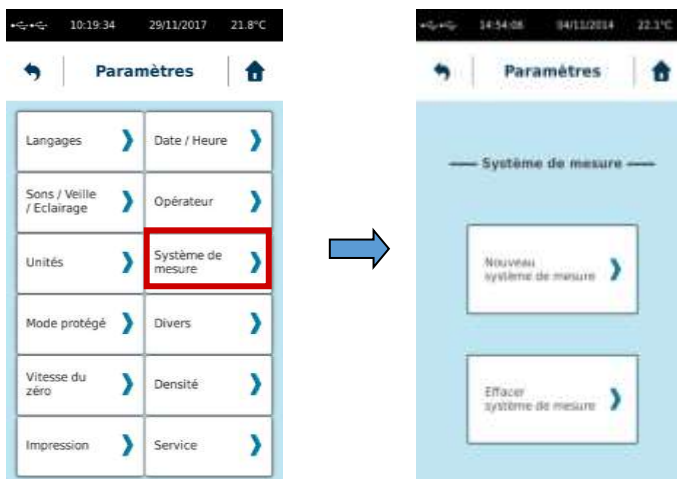 10:19:34 29/11/2017 21.8°C
Paramètres
Langages
Date / Heure
Sons / Veille
/ Eclairage
Opérateur
Unités
Système de
mesure
Mode protégé
Divers
Vitesse du
zéro
Densité
Impression
Service
14:54:08 04/11/2014 22.1°C
Paramètres
Système de mesure
Nouveau
système de mesure
Effacer
système de mesure